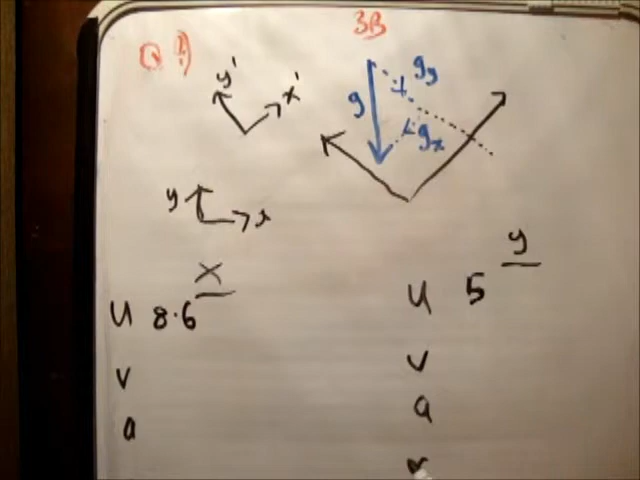 3B
Q 1)
y' x'
g gy
gx
y
x
x y
u 8.6 u 5
v v
a a